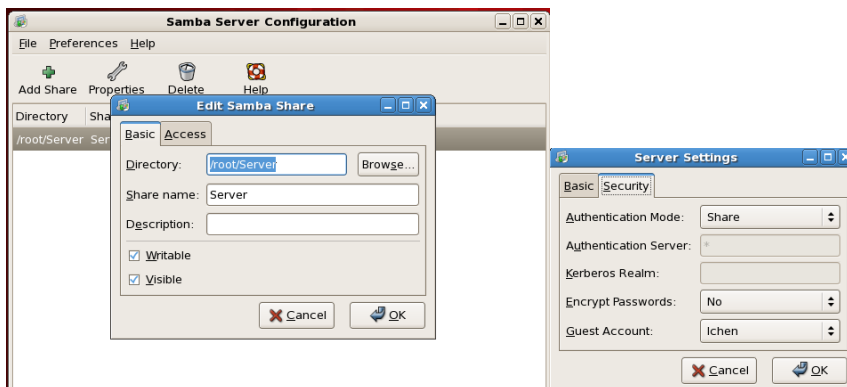 Samba Server Configuration
File Preferences Help
Add Share Properties Delete Help
Directory Sha
/root/Server Ser
Edit Samba Share
Basic Access
Directory: /root/Server Browse...
Share name: Server
Description:
Writable
Visible
Cancel OK
Server Settings
Basic Security
Authentication Mode: Share
Authentication Server: *
Kerberos Realm:
Encrypt Passwords: No
Guest Account: Ichen
Cancel OK